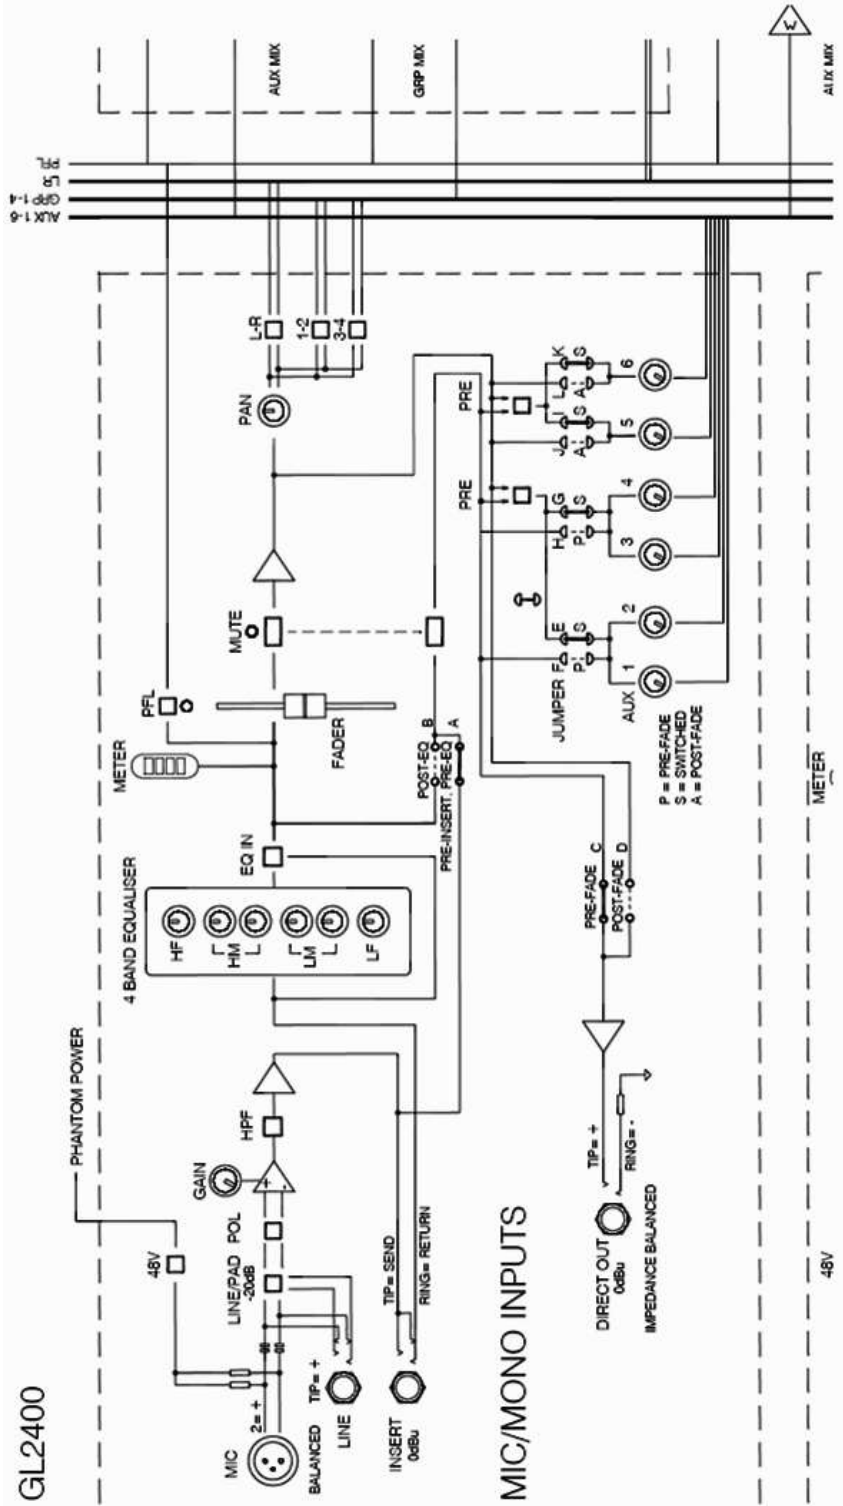 GL2400
PHANTOM POWER
48V
MIC
2= +
BALANCED
TIP= +
LINE
LINE/PAD
-20dB
POL
GAIN
+
-
HPF
INSERT
0dBu
TIP= SEND
RING= RETURN
4 BAND EQUALISER
HF
HM
LM
LF
EQ IN
METER
PFL
FADER
MUTE
PAN
L-R
1-2
3-4
POST-EQ
B
PRE-INSERT, PRE-EQ
A
PRE
PRE
JUMPER
F
E
H
G
J
I
L
K
P
S
P
S
A
S
A
S
AUX
1
2
3
4
5
6
P = PRE-FADE
S = SWITCHED
A = POST-FADE
PRE-FADE
C
POST-FADE
D
MIC/MONO INPUTS
DIRECT OUT
0dBu
IMPEDANCE BALANCED
TIP= +
RING= -
AUX 1-6
GRP 1-4
LR
PFL
AUX MIX
GRP MIX
W
AUX MIX
METER
48V